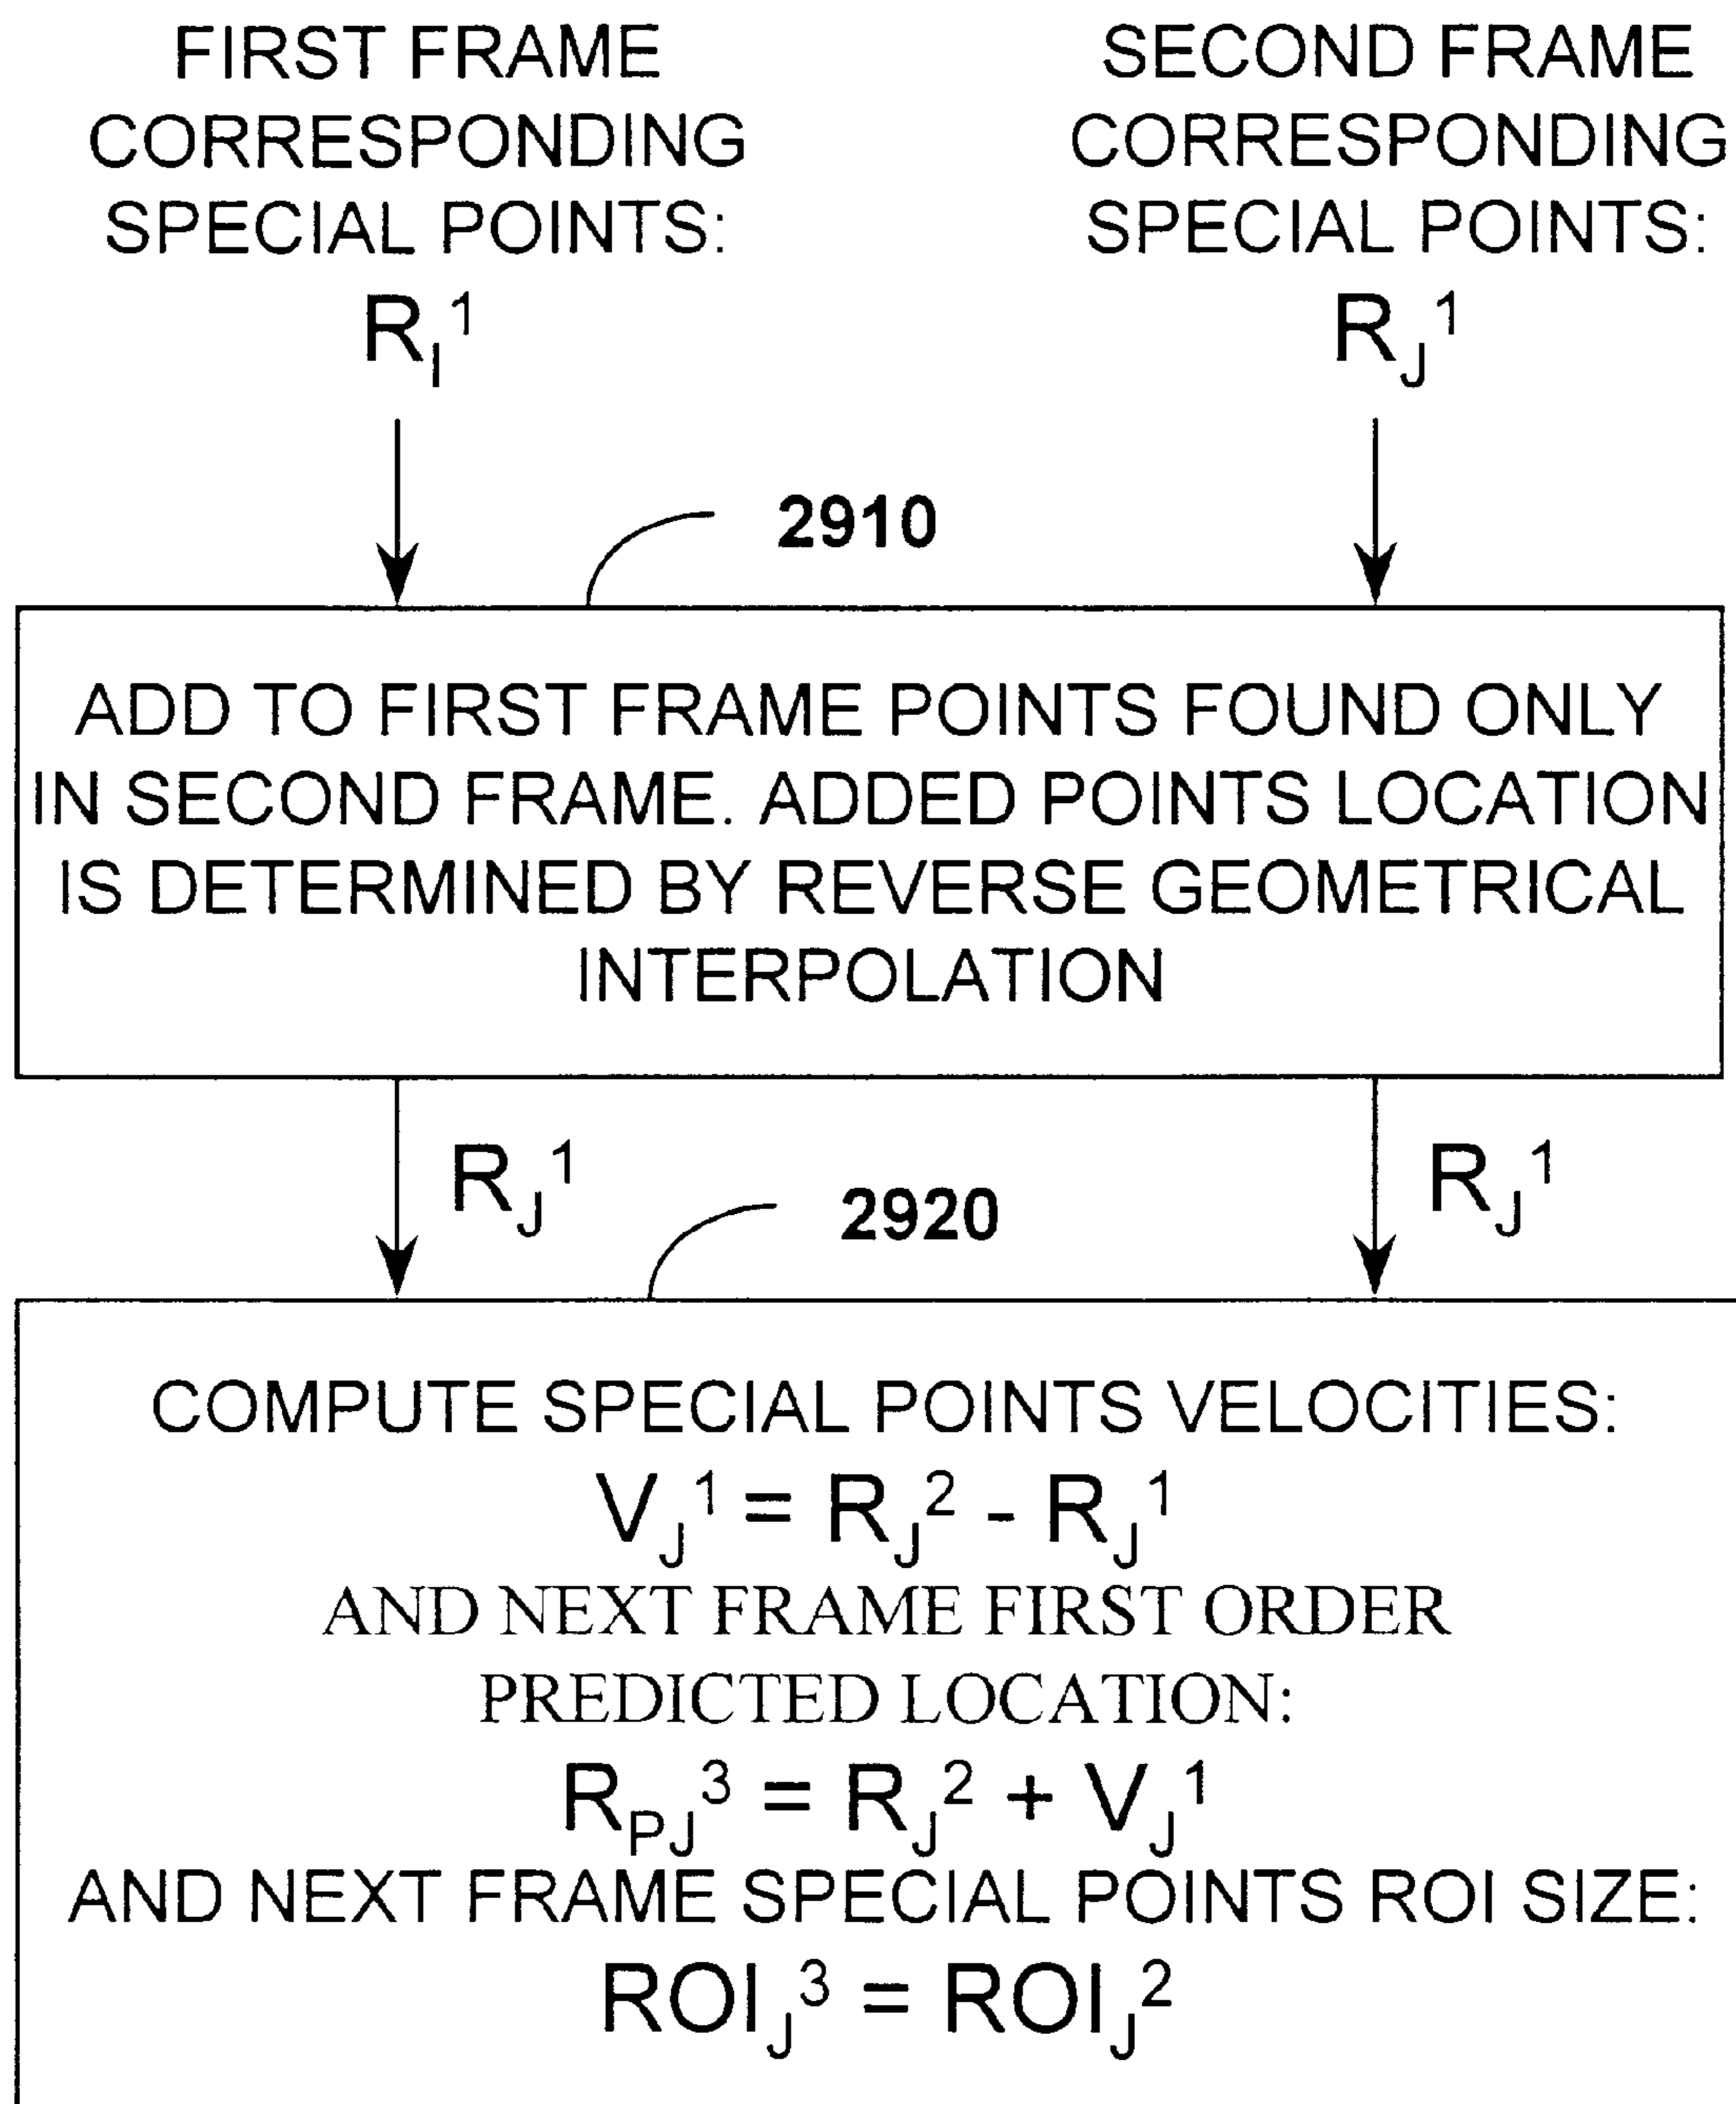 FIRST FRAME
CORRESPONDING
SPECIAL POINTS:
R_I^1
SECOND FRAME
CORRESPONDING
SPECIAL POINTS:
R_J^1
2910
ADD TO FIRST FRAME POINTS FOUND ONLY
IN SECOND FRAME. ADDED POINTS LOCATION
IS DETERMINED BY REVERSE GEOMETRICAL
INTERPOLATION
R_J^1
R_J^1
2920
COMPUTE SPECIAL POINTS VELOCITIES:
V_J^1 = R_J^2 - R_J^1
AND NEXT FRAME FIRST ORDER
PREDICTED LOCATION:
R_PJ^3 = R_J^2 + V_J^1
AND NEXT FRAME SPECIAL POINTS ROI SIZE:
ROI_J^3 = ROI_J^2